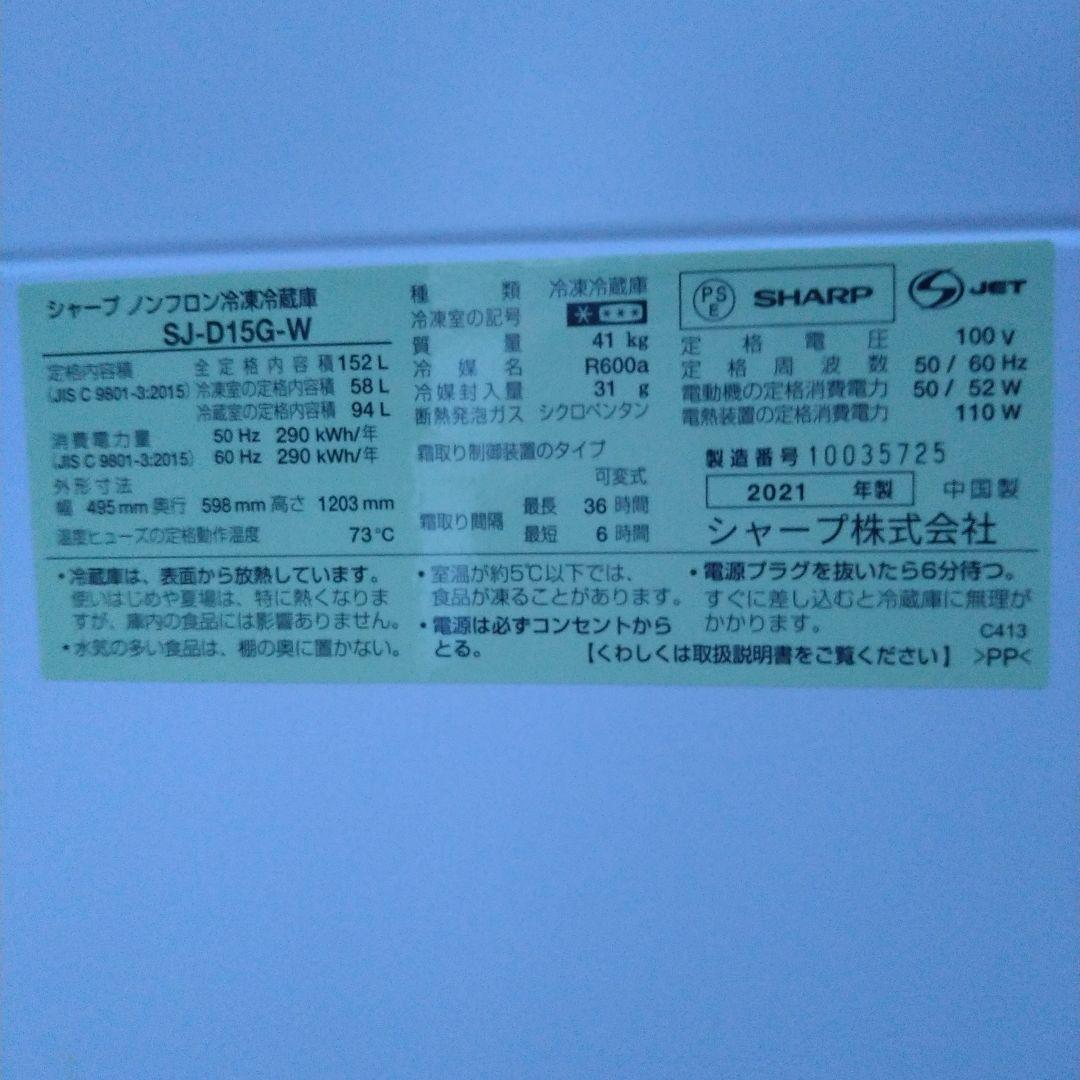 シャープ ノンフロン冷凍冷蔵庫
SJ-D15G-W
定格内容積 全定格内容積 152 L
(JIS C 9801-3:2015) 冷凍室の定格内容積 58 L
冷蔵室の定格内容積 94 L
消費電力量 50 Hz 290 kWh/年
(JIS C 9801-3:2015) 60 Hz 290 kWh/年
外形寸法
幅 495 mm 奥行 598 mm 高さ 1203 mm
温度ヒューズの定格動作温度 73℃
種類 冷凍冷蔵庫
冷凍室の記号 * ***
質量 41 kg
冷媒名 R600a
冷媒封入量 31 g
断熱発泡ガス シクロペンタン
霜取り制御装置のタイプ
可変式
霜取り間隔 最長 36 時間
最短 6 時間
PS E SHARP JET
定格電圧 100 V
定格周波数 50 / 60 Hz
電動機の定格消費電力 50 / 52 W
電熱装置の定格消費電力 110 W
製造番号 10035725
2021 年製 中国製
シャープ株式会社
・冷蔵庫は、表面から放熱しています。
使いはじめや夏場は、特に熱くなりま
すが、庫内の食品には影響ありません。
・水気の多い食品は、棚の奥に置かない。
・室温が約5℃以下では、
食品が凍ることがあります。
・電源は必ずコンセントから
とる。
・電源プラグを抜いたら6分待つ。
すぐに差し込むと冷蔵庫に無理が
かかります。
C413
【くわしくは取扱説明書をご覧ください】 >PP<